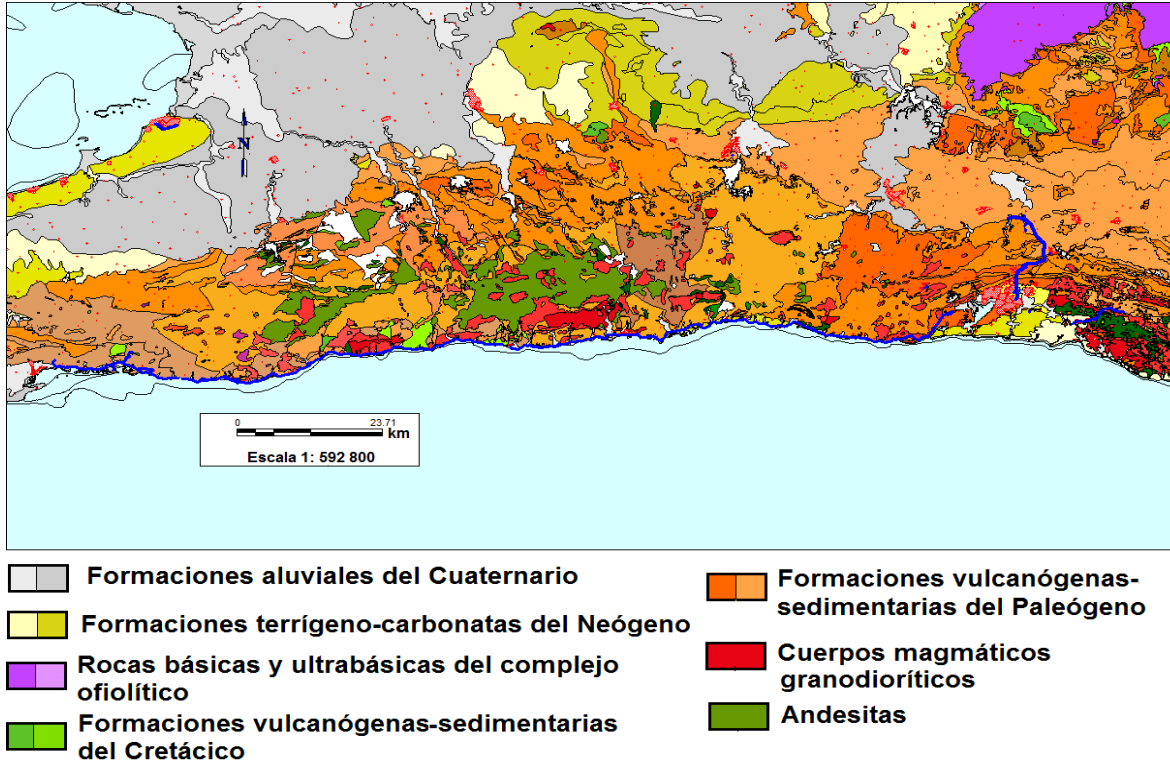 N
0 23.71
km
Escala 1: 592 800
Formaciones aluviales del Cuaternario
Formaciones terrígeno-carbonatas del Neógeno
Rocas básicas y ultrabásicas del complejo
ofiolítico
Formaciones vulcanógenas-sedimentarias
del Cretácico
Formaciones vulcanógenas-
sedimentarias del Paleógeno
Cuerpos magmáticos
granodioríticos
Andesitas